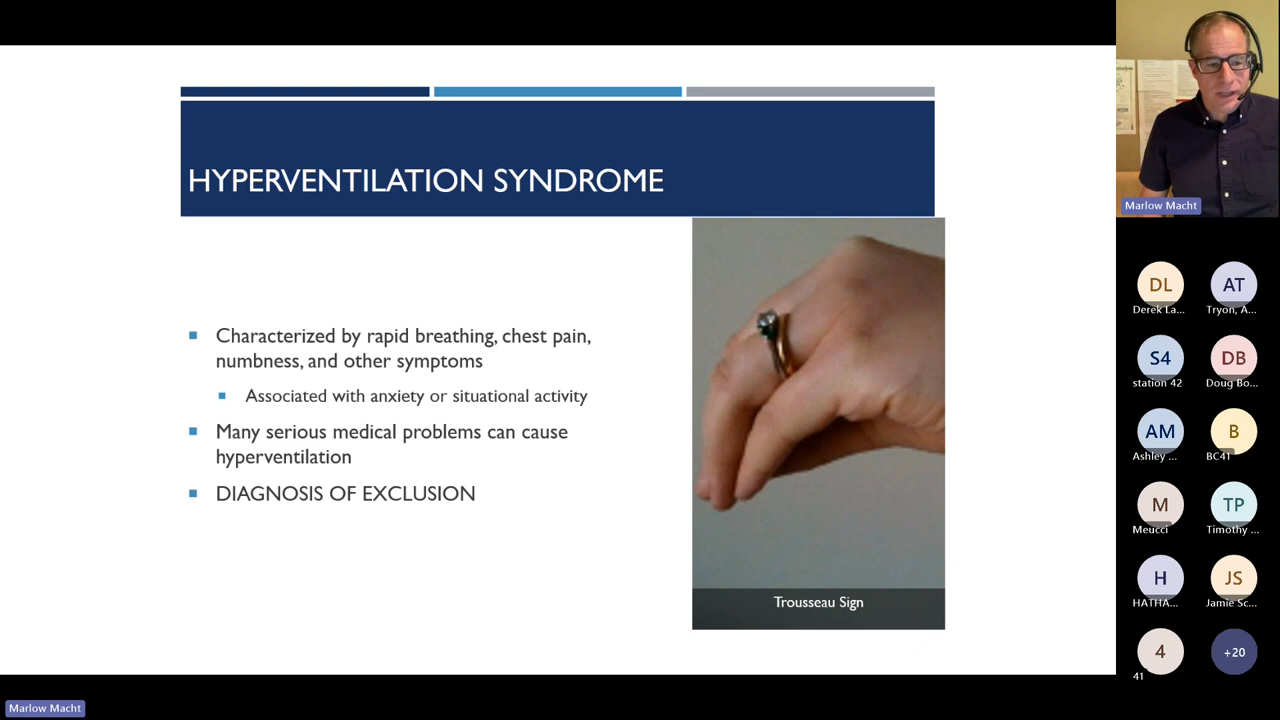 HYPERVENTILATION SYNDROME
Characterized by rapid breathing, chest pain,
numbness, and other symptoms
Associated with anxiety or situational activity
Many serious medical problems can cause
hyperventilation
DIAGNOSIS OF EXCLUSION
Trousseau Sign
Marlow Macht
DL
Derek La...
AT
Tryon, A...
S4
station 42
DB
Doug Bo...
AM
Ashley ...
B
BC41
M
Meucci
TP
Timothy ...
H
HATHA...
JS
Jamie Sc...
4
41
+20
Marlow Macht